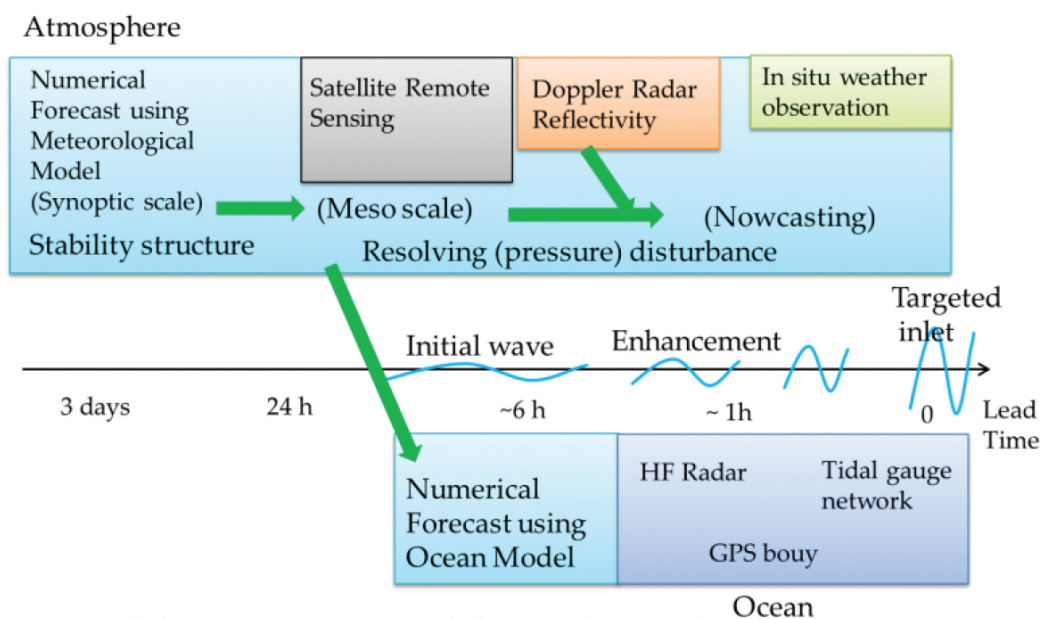 Atmosphere
Numerical
Forecast using
Meteorological
Model
(Synoptic scale)
Stability structure
Satellite Remote
Sensing
(Meso scale)
Doppler Radar
Reflectivity
In situ weather
observation
(Nowcasting)
Resolving (pressure) disturbance
Initial wave
Enhancement
Targeted
inlet
3 days
24 h
~6 h
~ 1h
0
Lead
Time
Numerical
Forecast using
Ocean Model
HF Radar
Tidal gauge
network
GPS bouy
Ocean